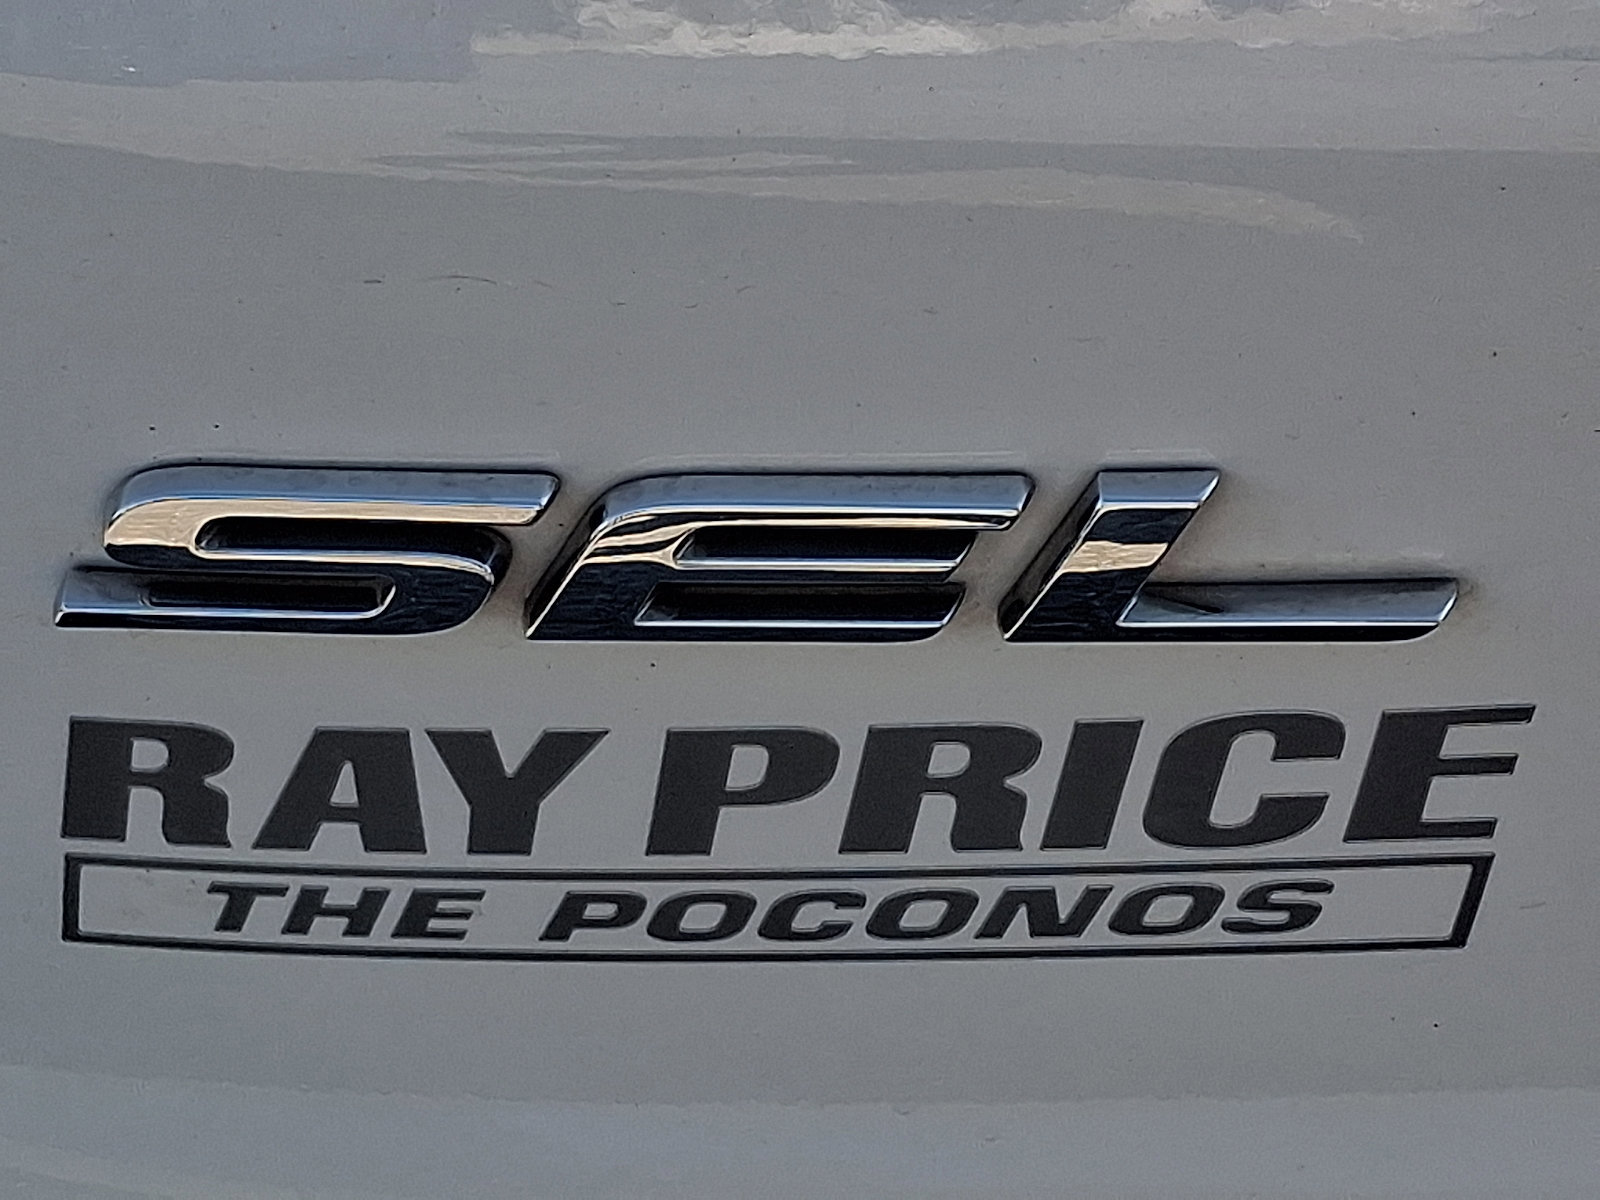 SEL
RAY PRICE
THE POCONOS